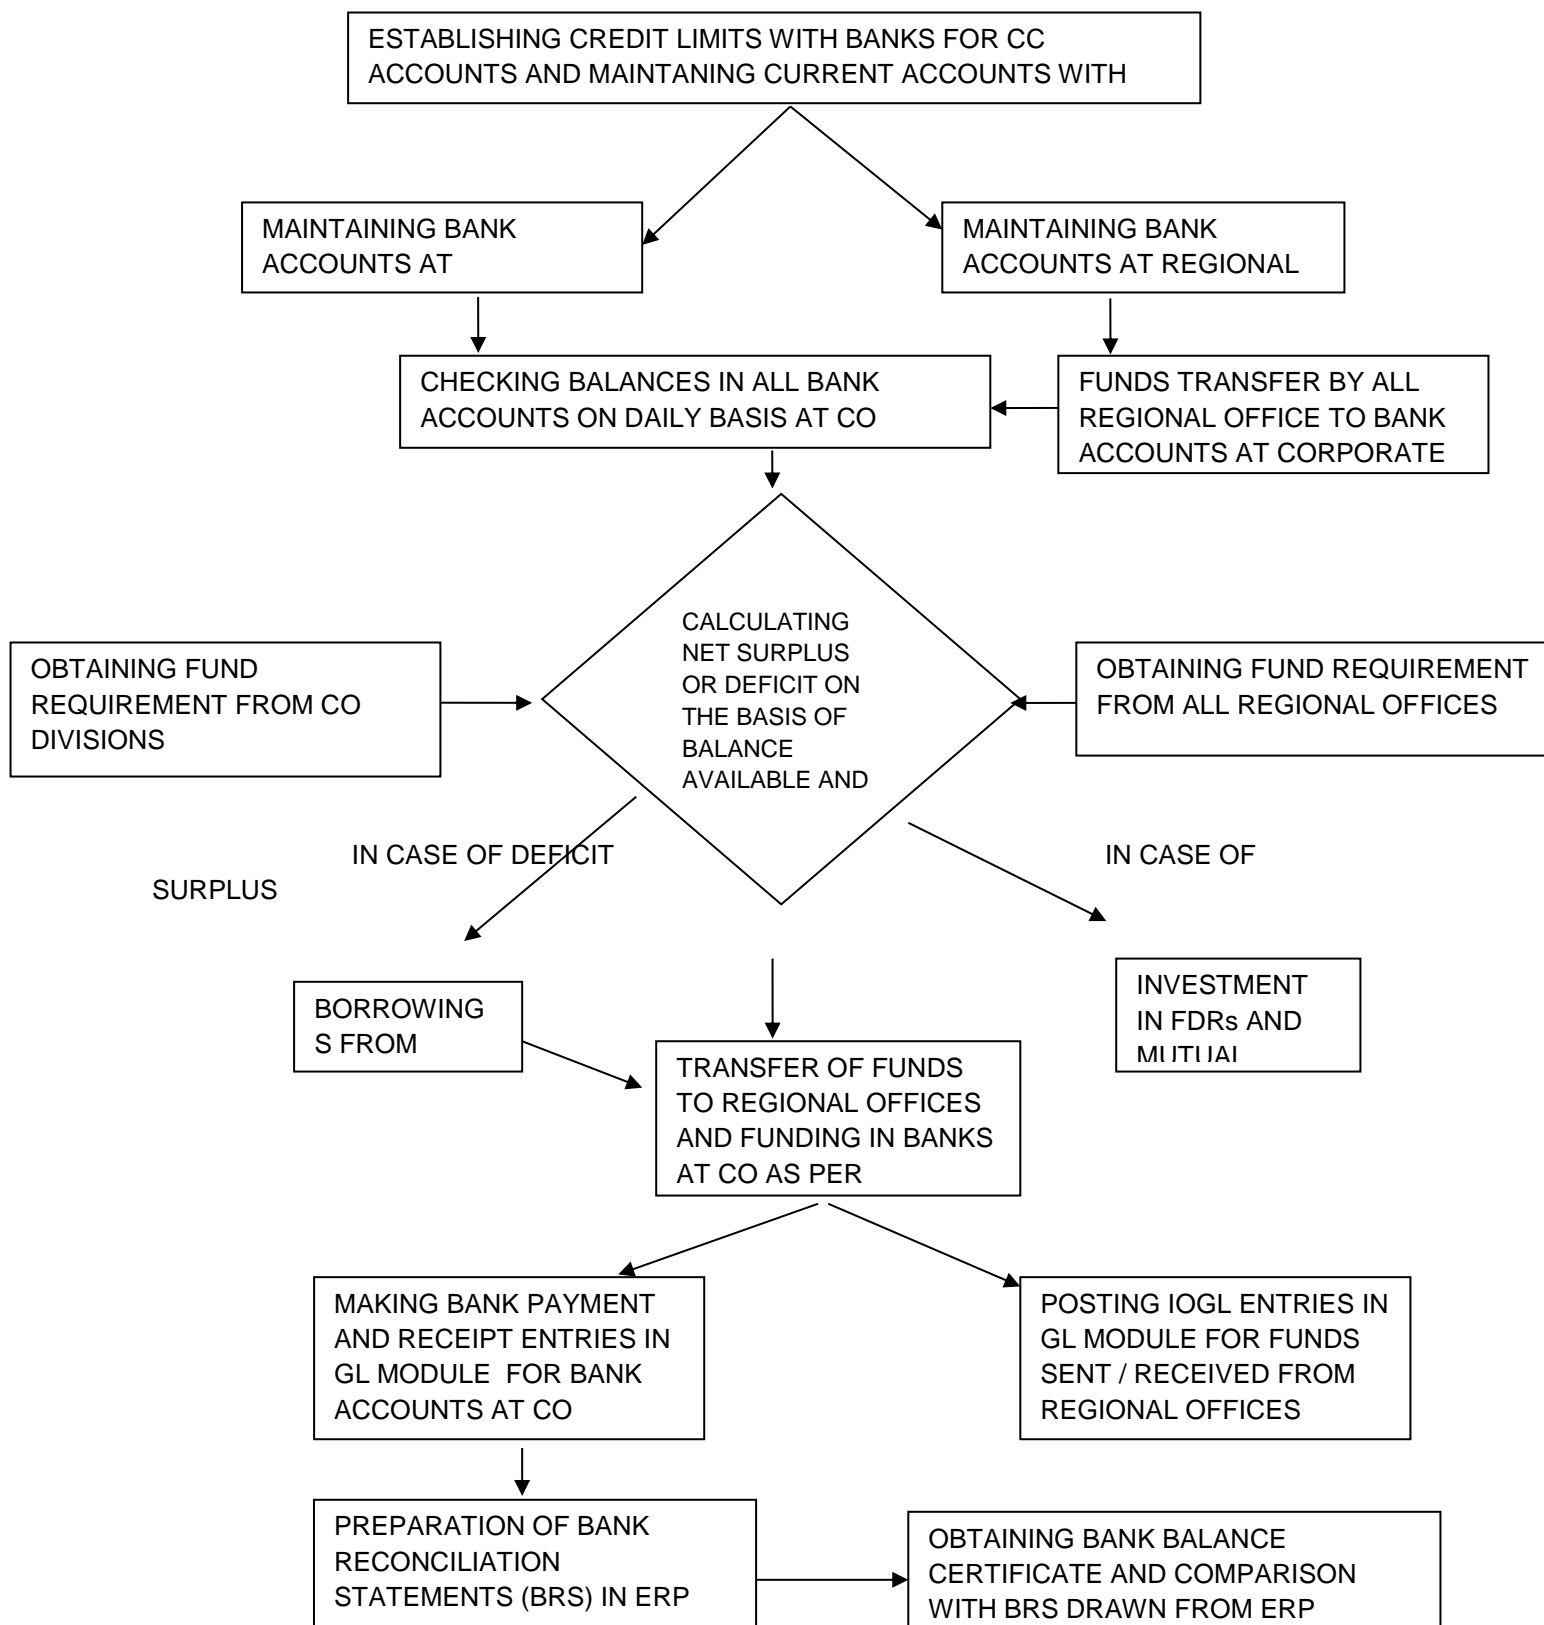 ESTABLISHING CREDIT LIMITS WITH BANKS FOR CC
ACCOUNTS AND MAINTANING CURRENT ACCOUNTS WITH
MAINTAINING BANK
ACCOUNTS AT
MAINTAINING BANK
ACCOUNTS AT REGIONAL
CHECKING BALANCES IN ALL BANK
ACCOUNTS ON DAILY BASIS AT CO
FUNDS TRANSFER BY ALL
REGIONAL OFFICE TO BANK
ACCOUNTS AT CORPORATE
CALCULATING
NET SURPLUS
OR DEFICIT ON
THE BASIS OF
BALANCE
AVAILABLE AND
OBTAINING FUND
REQUIREMENT FROM CO
DIVISIONS
OBTAINING FUND REQUIREMENT
FROM ALL REGIONAL OFFICES
IN CASE OF DEFICIT
IN CASE OF
SURPLUS
BORROWING
S FROM
INVESTMENT
IN FDRs AND
MUTUAL
TRANSFER OF FUNDS
TO REGIONAL OFFICES
AND FUNDING IN BANKS
AT CO AS PER
MAKING BANK PAYMENT
AND RECEIPT ENTRIES IN
GL MODULE  FOR BANK
ACCOUNTS AT CO
POSTING IOGL ENTRIES IN
GL MODULE FOR FUNDS
SENT / RECEIVED FROM
REGIONAL OFFICES
PREPARATION OF BANK
RECONCILIATION
STATEMENTS (BRS) IN ERP
OBTAINING BANK BALANCE
CERTIFICATE AND COMPARISON
WITH BRS DRAWN FROM ERP